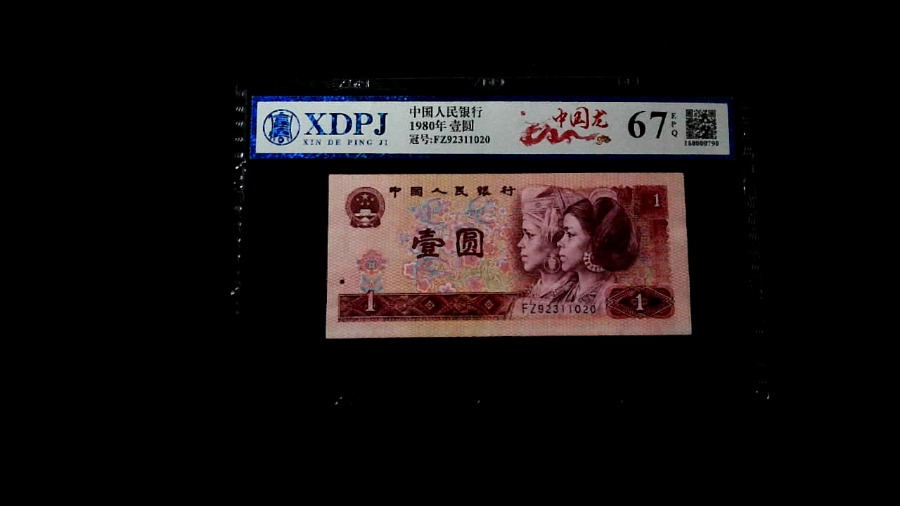 XDPJ
XIN DE PING JI
中国人民银行
1980年 壹圆
冠号:FZ92311020
中国龙
67
EPQ
168000790
中国人民银行
壹圆
1
1
FZ92311020
1